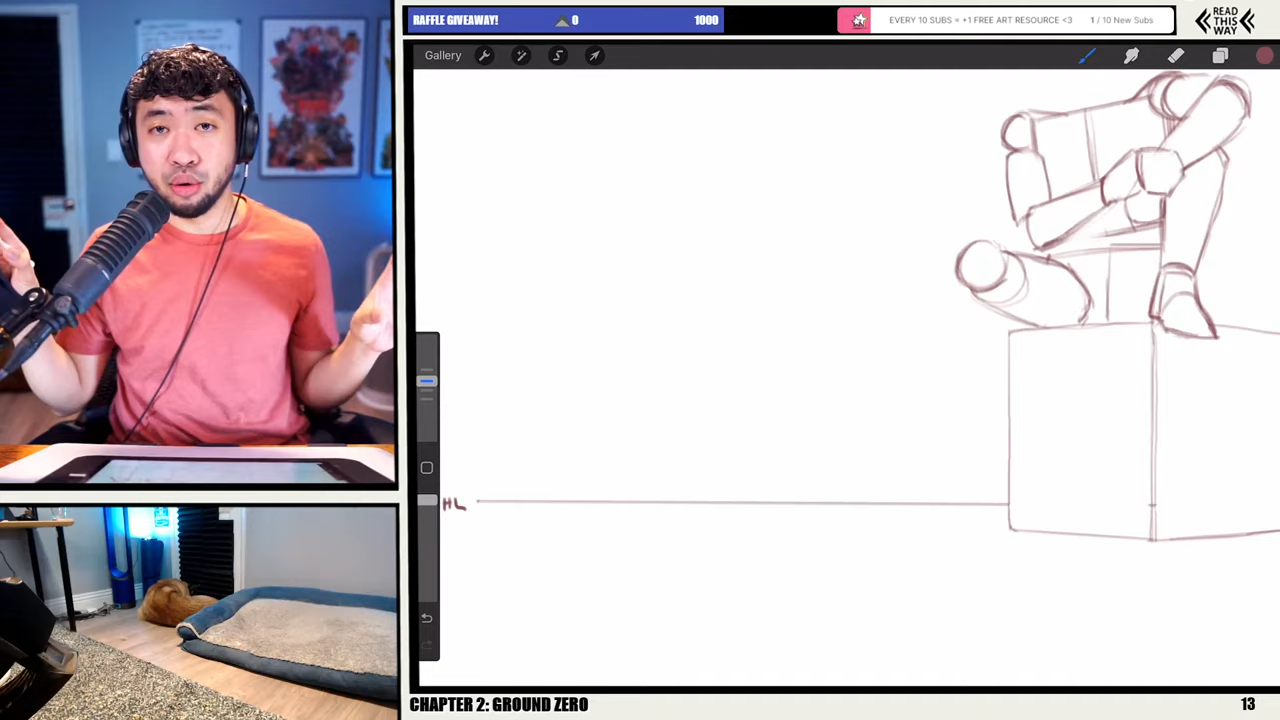 RAFFLE GIVEAWAY! 0 1000
EVERY 10 SUBS = +1 FREE ART RESOURCE <3 1 / 10 New Subs
READ
THIS
WAY
Gallery
HL
CHAPTER 2: GROUND ZERO 13